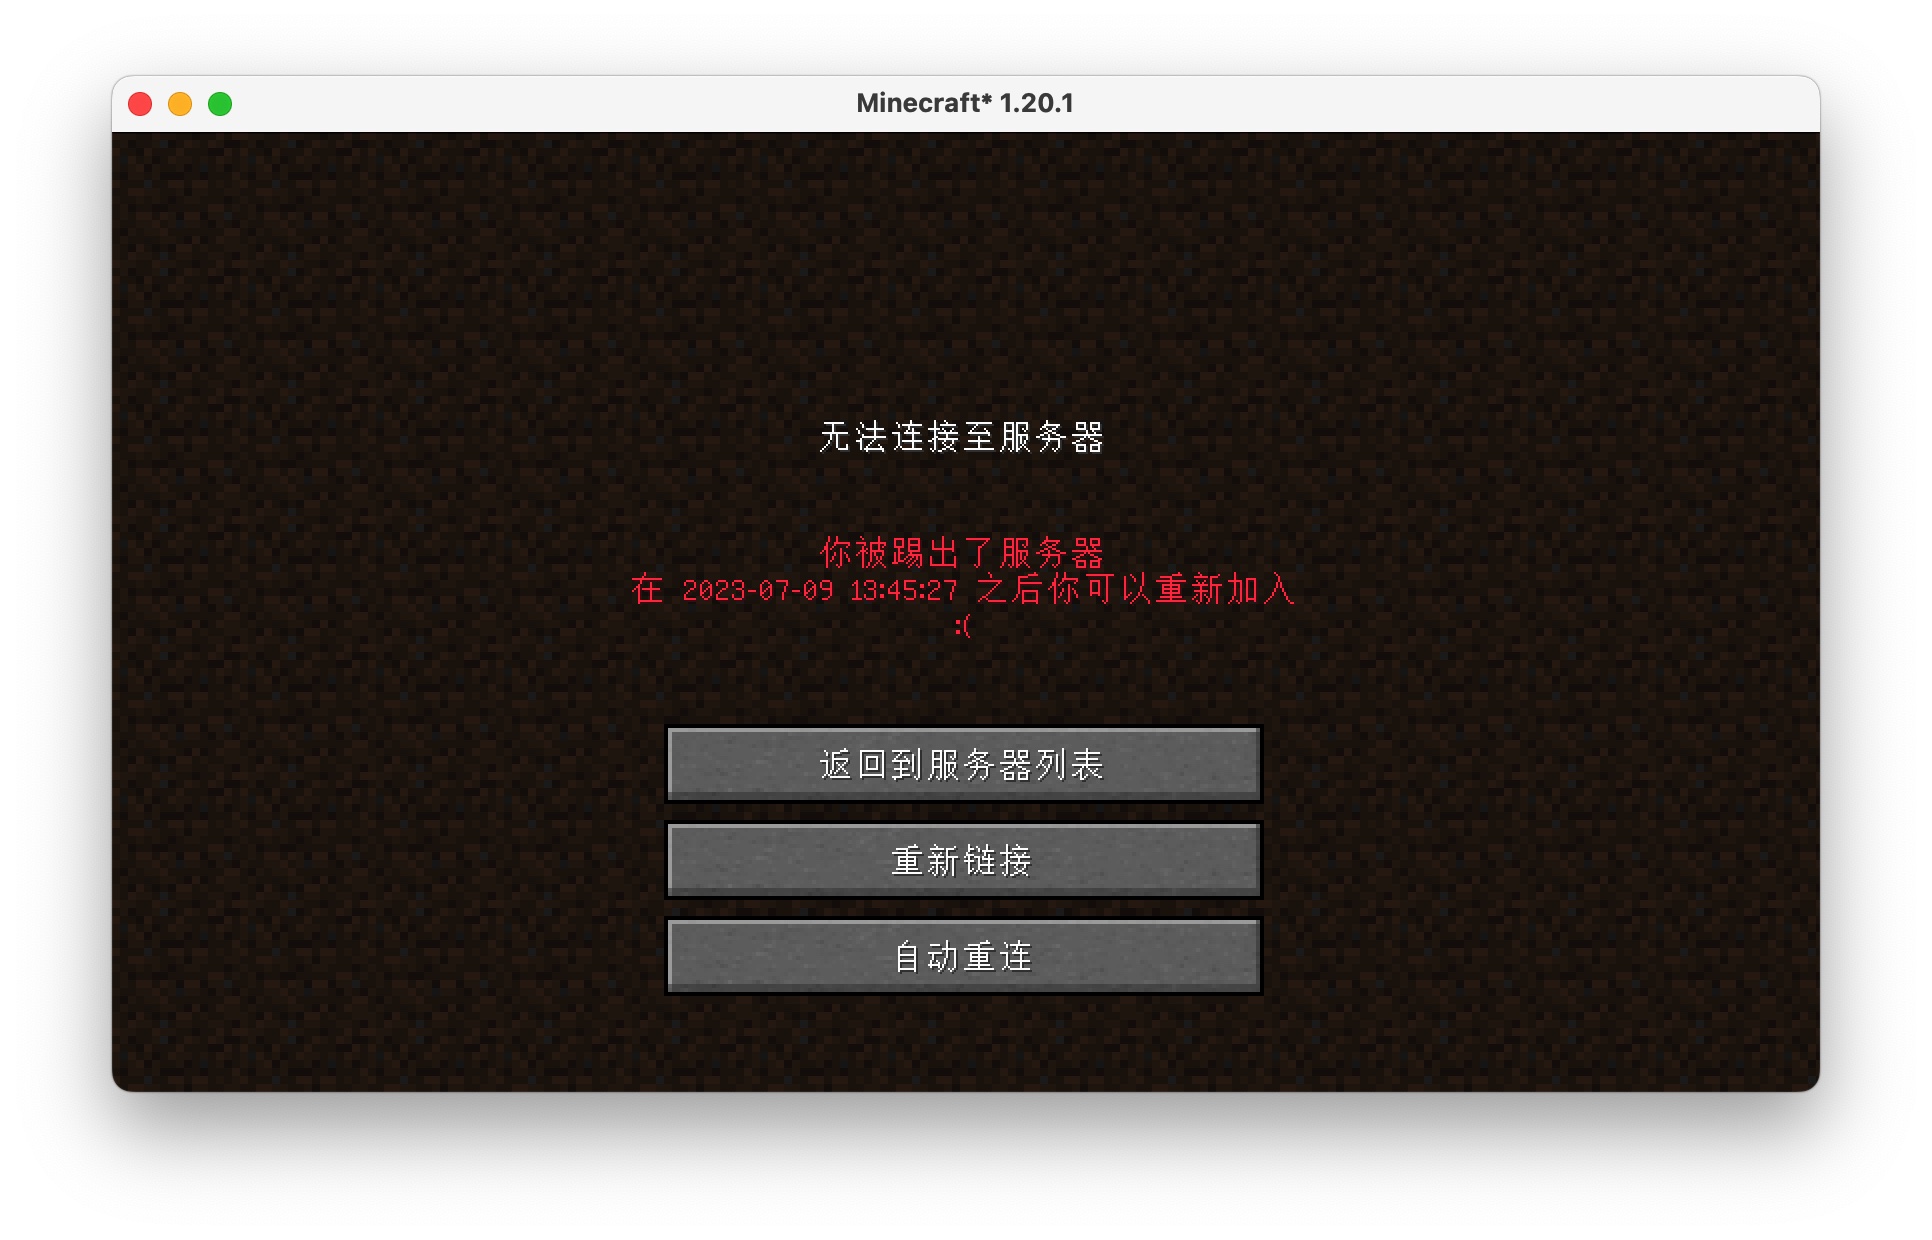 Minecraft* 1.20.1
无法连接至服务器
你被踢出了服务器
在 2023-07-09 13:45:27 之后你可以重新加入
:(
返回到服务器列表
重新链接
自动重连